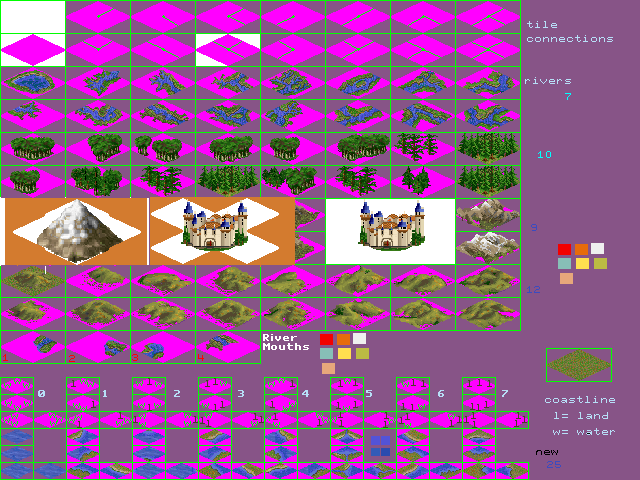 tile
connections
rivers
7
10
9
12
River
Mouths
1 2 3 4
0 1 2 3 4 5 6 7
coastline
l= land
w= water
new